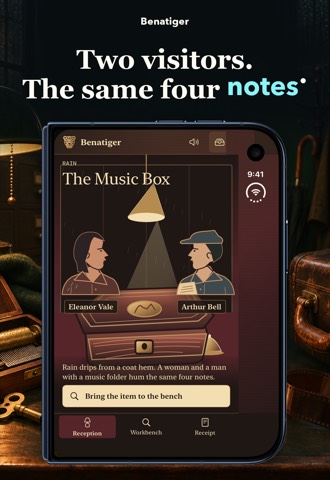 Benatiger
Two visitors.
The same four notes.
Benatiger
9:41
RAIN
The Music Box
Eleanor Vale
Arthur Bell
Rain drips from a coat hem. A woman and a man
with a music folder hum the same four notes.
Bring the item to the bench
Reception
Workbench
Receipt